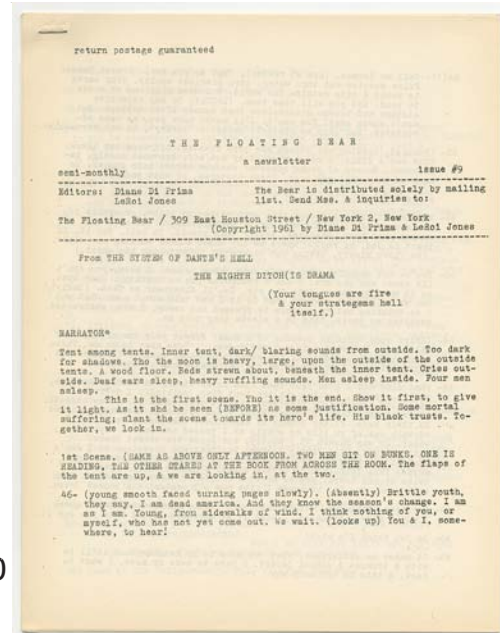 return postage guaranteed
THE FLOATING BEAR
a newsletter
semi-monthly issue #9
Editors: Diane Di Prima The Bear is distributed solely by mailing
LeRoi Jones list. Send Mss. & inquiries to:
The Floating Bear / 309 East Houston Street / New York 2, New York
(Copyright 1961 by Diane Di Prima & LeRoi Jones
From THE SYSTEM OF DANTE'S HELL
THE EIGHTH DITCH(IS DRAMA
(Your tongues are fire
& your strategems hell
itself.)
NARRATOR*
Tent among tents. Inner tent, dark/ blaring sounds from outside. Too dark
for shadows. Tho the moon is heavy, large, upon the outside of the outside
tents. A wood floor. Beds strewn about, beneath the inner tent. Cries out-
side. Deaf ears sleep, heavy ruffling sounds. Men asleep inside. Four men
asleep.
This is the first scene. Tho it is the end. Show it first, to give
it light. As it shd be seen (BEFORE) as some justification. Some mortal
suffering; slant the scene towards its hero's life. His black trusts. To-
gether, we look in.
1st Scene. (SAME AS ABOVE ONLY AFTERNOON. TWO MEN SIT ON BUNKS. ONE IS
READING, THE OTHER STARES AT THE BOOK FROM ACROSS THE ROOM. The flaps of
the tent are up, & we are looking in, at the two.
46- (young smooth faced turning pages slowly). (Absently) Brittle youth,
they say, I am dead america. And they know the season's change. I am
as I am. Young, from sidewalks of wind. I think nothing of you, or
myself, who has not yet come out. We wait. (looks up) You & I, some-
where, to hear!